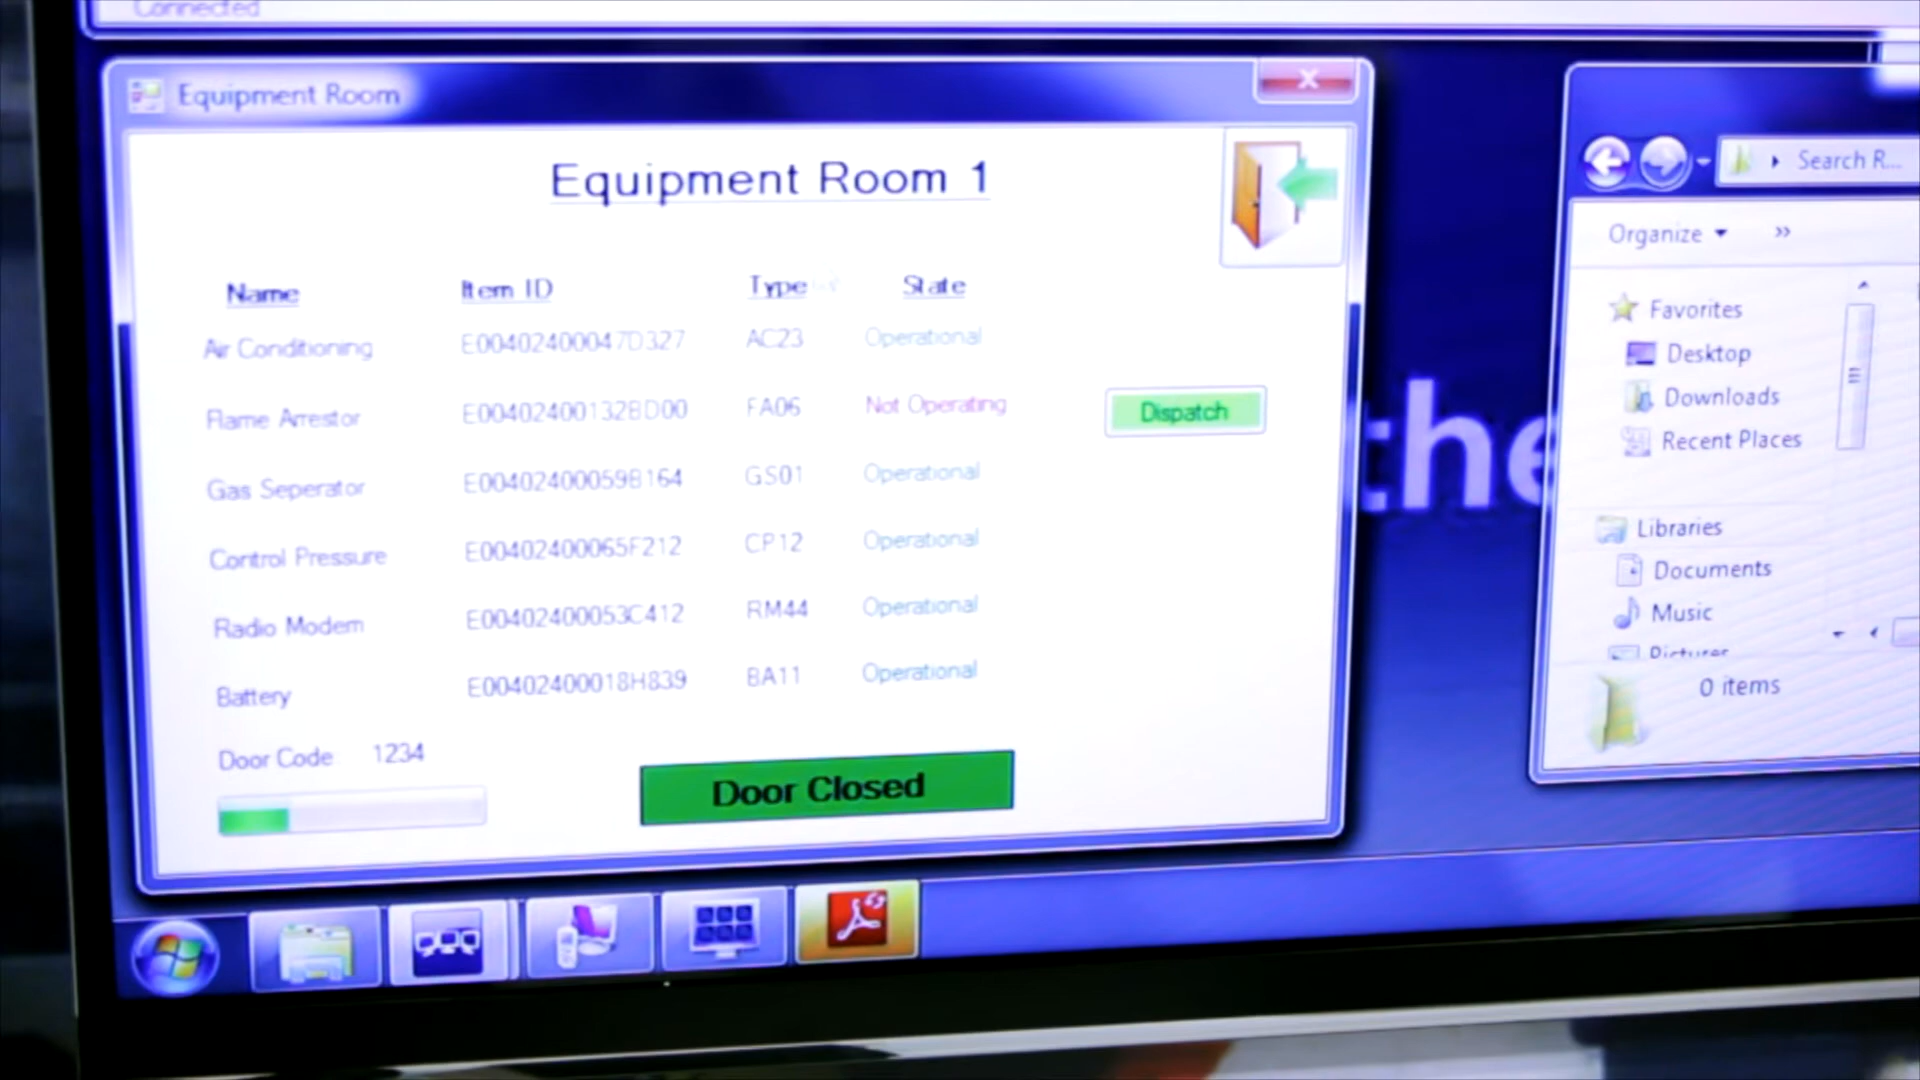 Connected
Equipment Room
Equipment Room 1
Name Item ID Type State
Air Conditioning E00402400047D327 AC23 Operational
Flame Arrestor E00402400132BD00 FA06 Not Operating Dispatch
Gas Seperator E00402400059B164 GS01 Operational
Control Pressure E00402400065F212 CP12 Operational
Radio Modem E00402400053C412 RM44 Operational
Battery E00402400018H839 BA11 Operational
Door Code 1234
Door Closed
the
Search R...
Organize
Favorites
Desktop
Downloads
Recent Places
Libraries
Documents
Music
Pictures
0 items